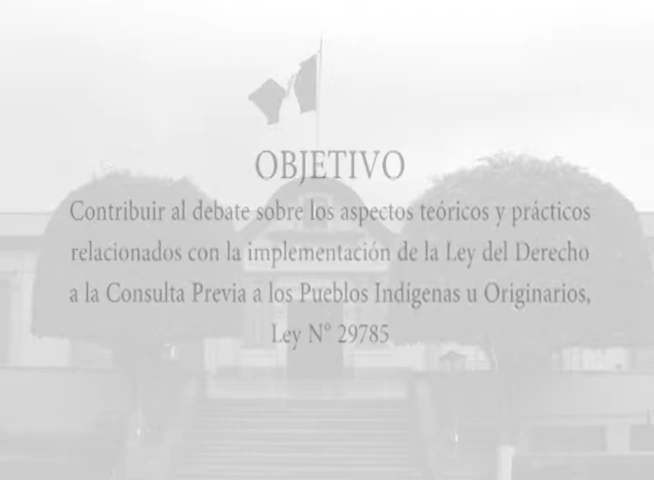 OBJETIVO
Contribuir al debate sobre los aspectos teóricos y prácticos
relacionados con la implementación de la Ley del Derecho
a la Consulta Previa a los Pueblos Indígenas u Originarios,
Ley N° 29785